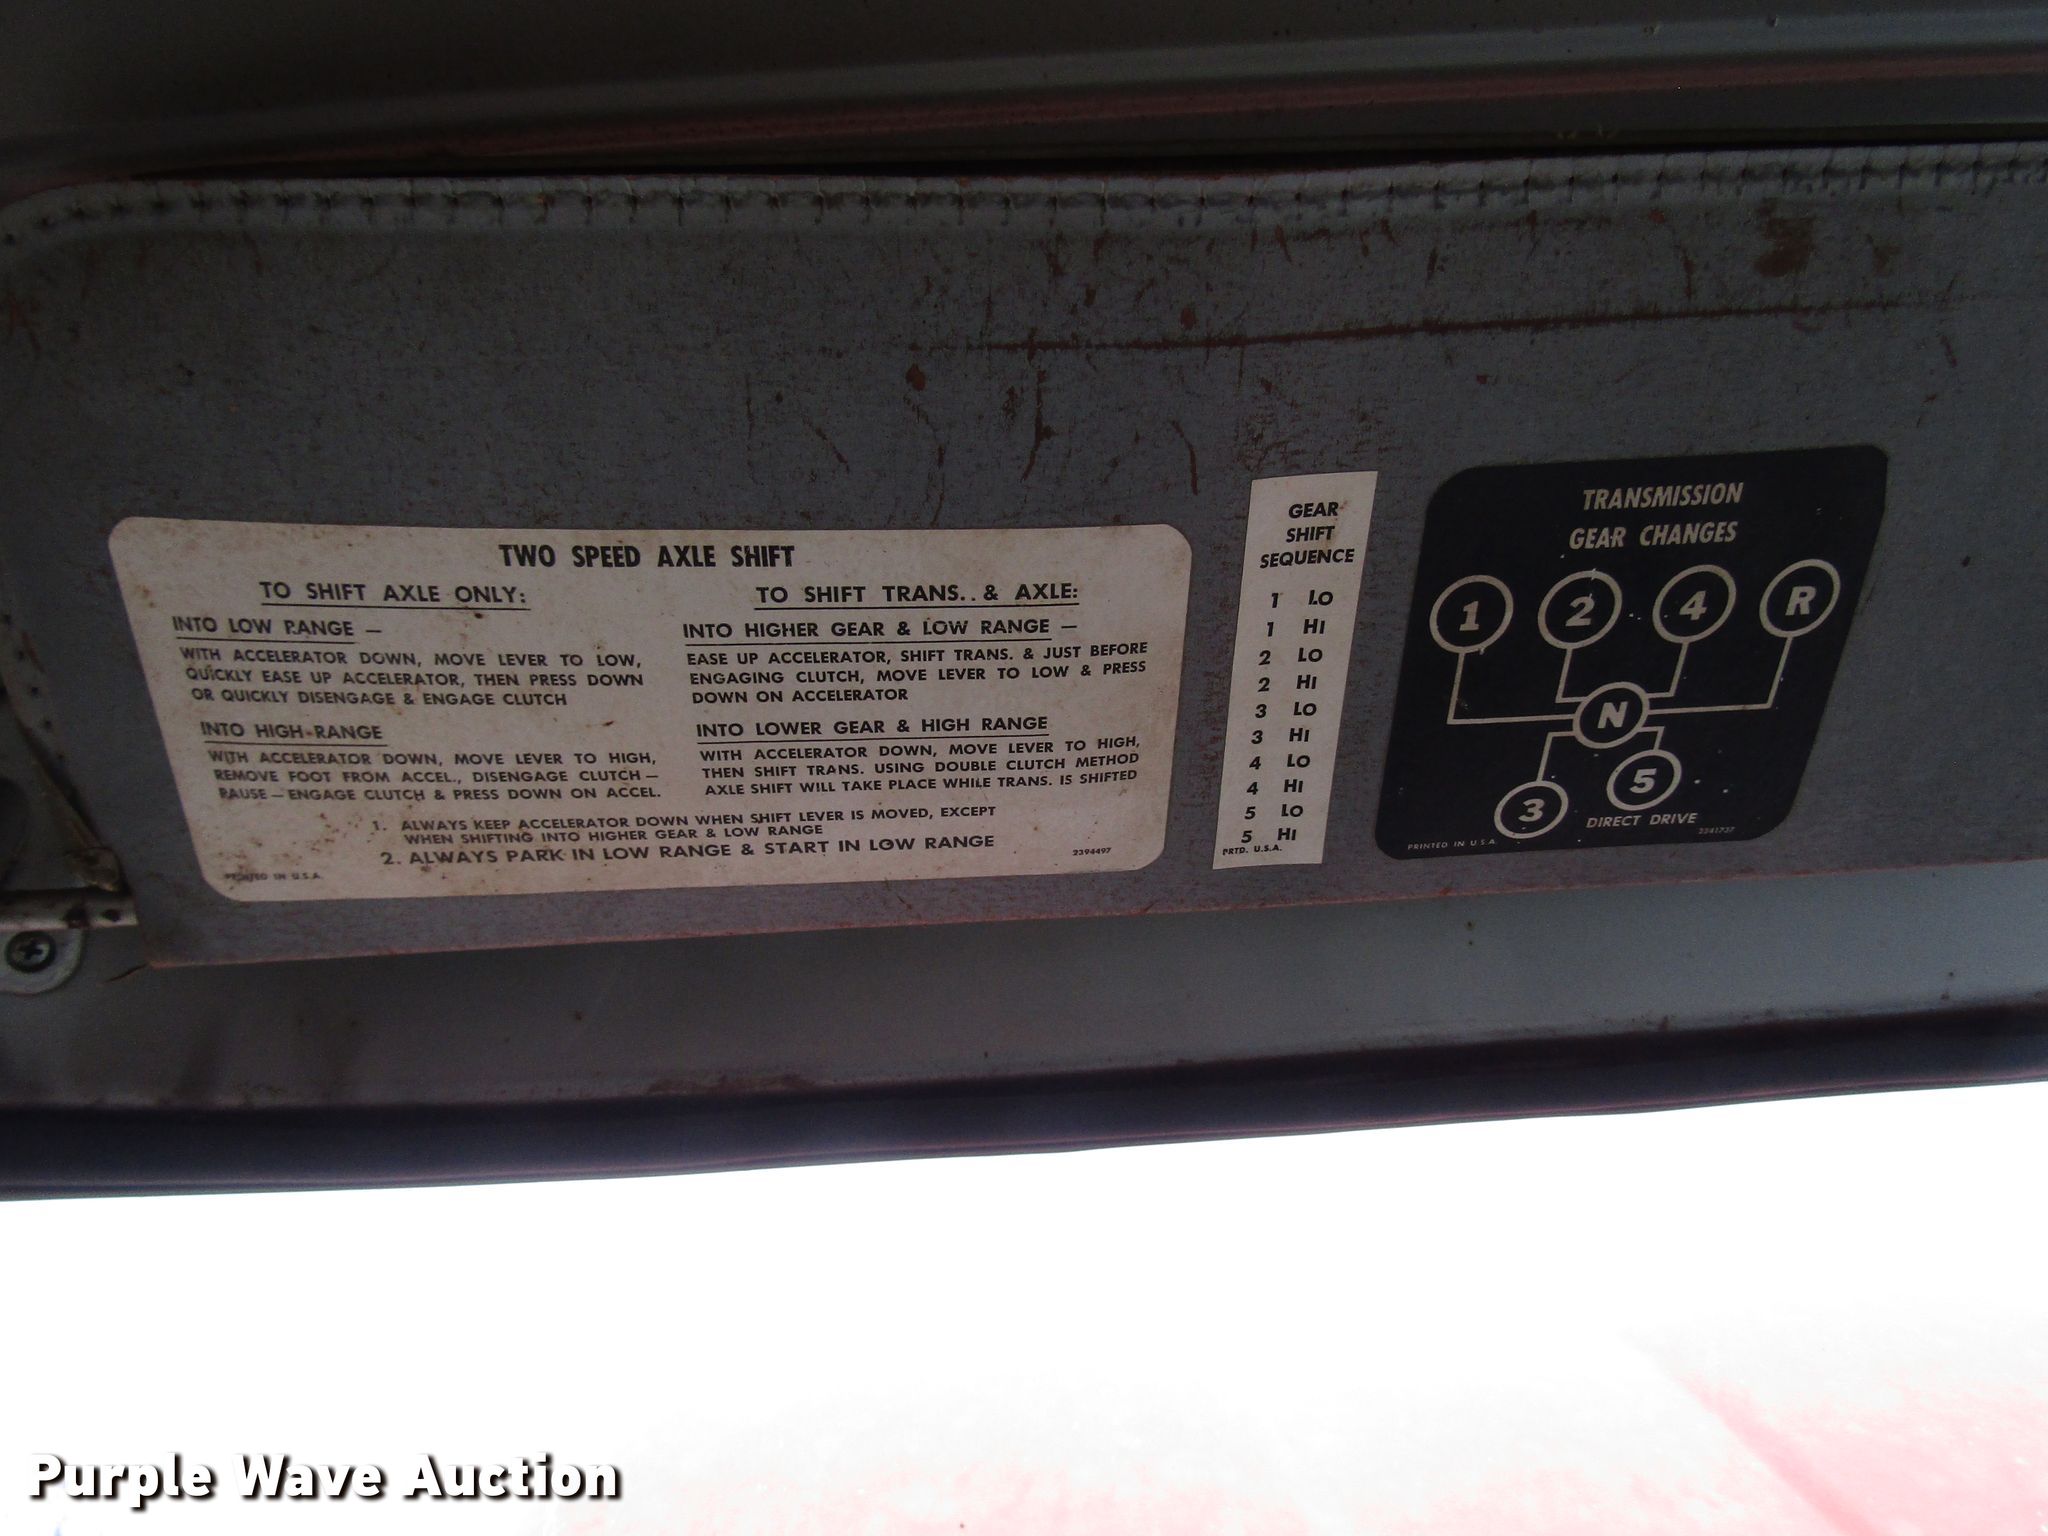 TWO SPEED AXLE SHIFT
TO SHIFT AXLE ONLY:
INTO LOW RANGE —
WITH ACCELERATOR DOWN, MOVE LEVER TO LOW,
QUICKLY EASE UP ACCELERATOR, THEN PRESS DOWN
OR QUICKLY DISENGAGE & ENGAGE CLUTCH
INTO HIGH-RANGE
WITH ACCELERATOR DOWN, MOVE LEVER TO HIGH,
REMOVE FOOT FROM ACCEL., DISENGAGE CLUTCH —
PAUSE — ENGAGE CLUTCH & PRESS DOWN ON ACCEL.
TO SHIFT TRANS.. & AXLE:
INTO HIGHER GEAR & LOW RANGE —
EASE UP ACCELERATOR, SHIFT TRANS. & JUST BEFORE
ENGAGING CLUTCH, MOVE LEVER TO LOW & PRESS
DOWN ON ACCELERATOR
INTO LOWER GEAR & HIGH RANGE
WITH ACCELERATOR DOWN, MOVE LEVER TO HIGH,
THEN SHIFT TRANS. USING DOUBLE CLUTCH METHOD
AXLE SHIFT WILL TAKE PLACE WHILE TRANS. IS SHIFTED
1. ALWAYS KEEP ACCELERATOR DOWN WHEN SHIFT LEVER IS MOVED, EXCEPT
WHEN SHIFTING INTO HIGHER GEAR & LOW RANGE
2. ALWAYS PARK IN LOW RANGE & START IN LOW RANGE
PRINTED IN U.S.A.
2394497
GEAR
SHIFT
SEQUENCE
1 LO
1 HI
2 LO
2 HI
3 LO
3 HI
4 LO
4 HI
5 LO
5 HI
PRTD. U.S.A.
TRANSMISSION
GEAR CHANGES
1 2 4 R
N
3 5
DIRECT DRIVE
PRINTED IN U.S.A.
2241737
Purple Wave Auction